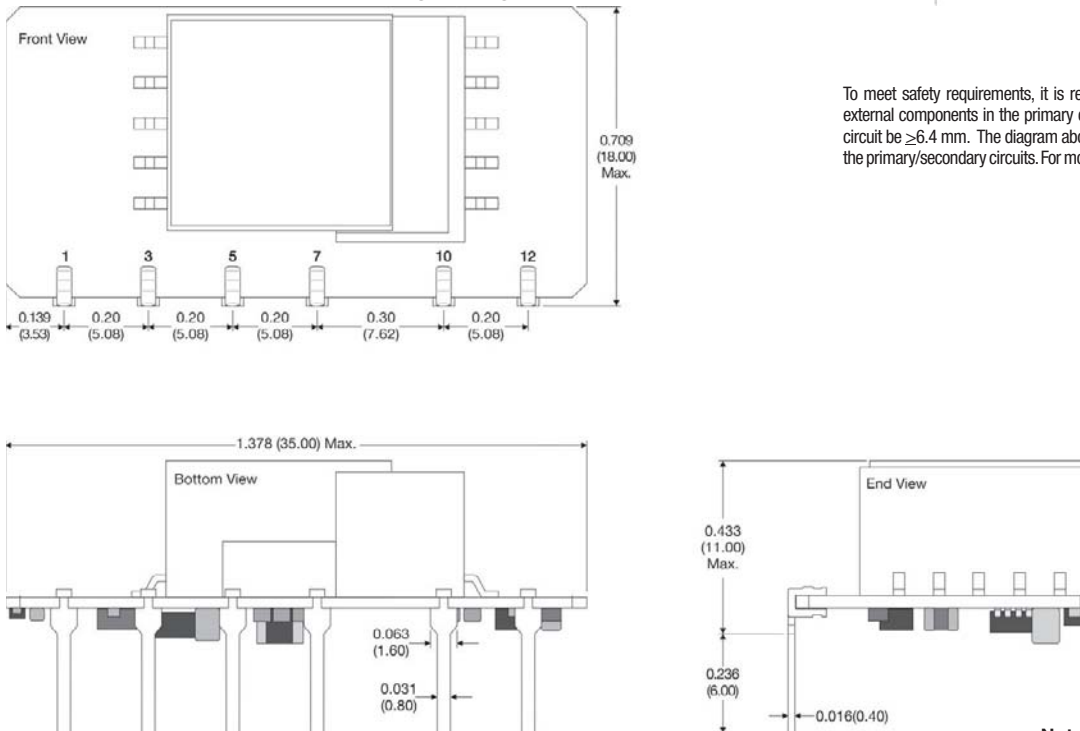 Front View
0.709
(18.00)
Max.
To meet safety requirements, it is re
external components in the primary
circuit be ≥6.4 mm. The diagram abo
the primary/secondary circuits. For mo
1 3 5 7 10 12
0.139 0.20 0.20 0.20 0.30 0.20
(3.53) (5.08) (5.08) (5.08) (7.62) (5.08)
1.378 (35.00) Max.
Bottom View
End View
0.433
(11.00)
Max.
0.063
(1.60)
0.031
(0.80)
0.236
(6.00)
0.016(0.40)